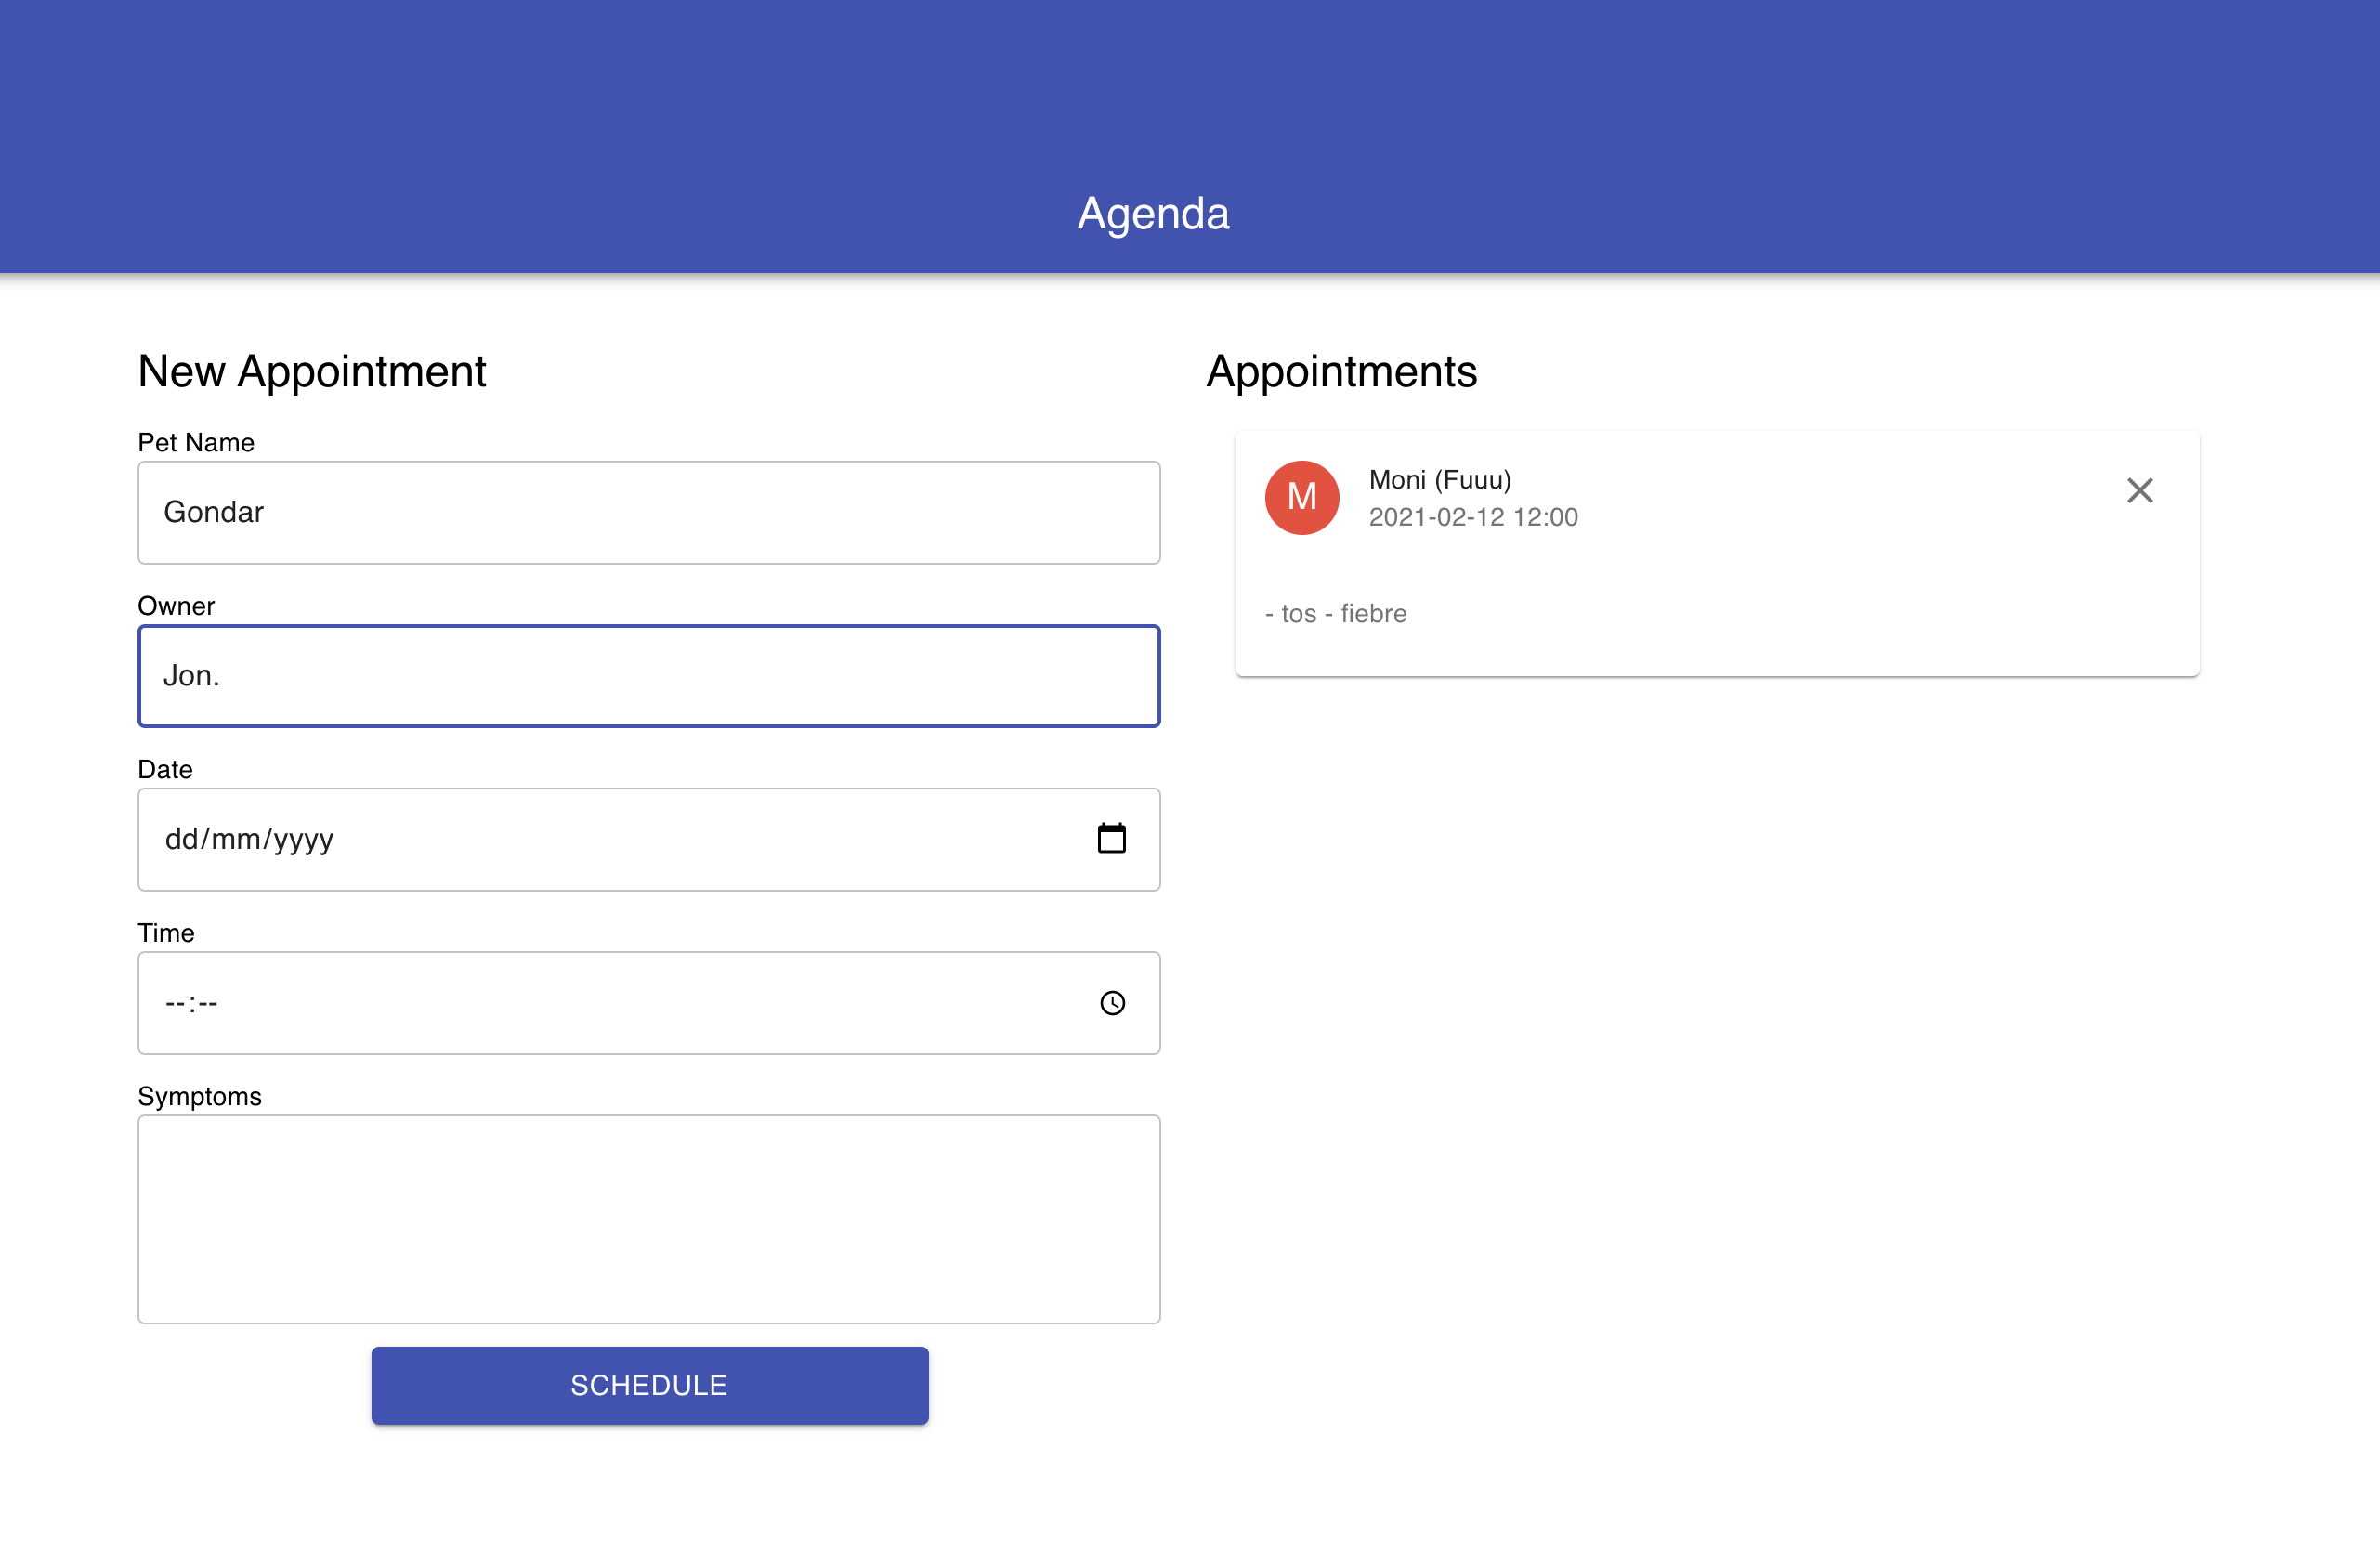 Agenda
New Appointment
Pet Name
Gondar
Owner
Jon.
Date
dd/mm/yyyy
Time
--:--
Symptoms
SCHEDULE
Appointments
M
Moni (Fuuu)
2021-02-12 12:00
- tos - fiebre